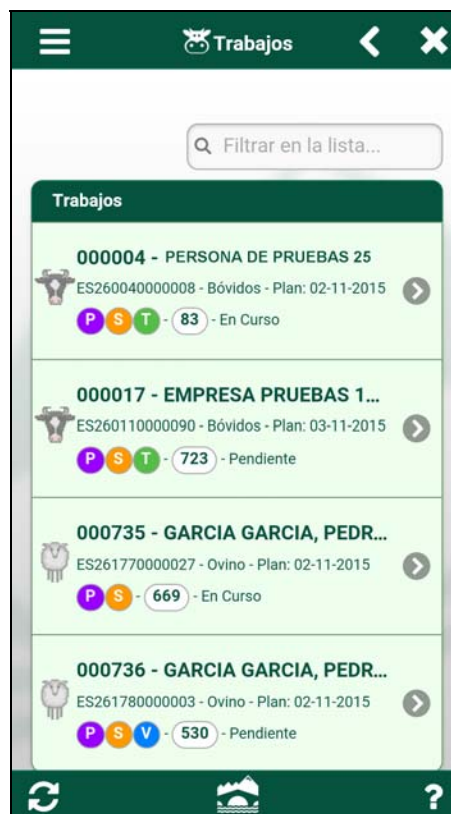 Trabajos
Filtrar en la lista...
Trabajos
000004 - PERSONA DE PRUEBAS 25
ES260040000008 - Bóvidos - Plan: 02-11-2015
P S T - 83 - En Curso
000017 - EMPRESA PRUEBAS 1...
ES260110000090 - Bóvidos - Plan: 03-11-2015
P S T - 723 - Pendiente
000735 - GARCIA GARCIA, PEDR...
ES261770000027 - Ovino - Plan: 02-11-2015
P S - 669 - En Curso
000736 - GARCIA GARCIA, PEDR...
ES261780000003 - Ovino - Plan: 02-11-2015
P S V - 530 - Pendiente
?